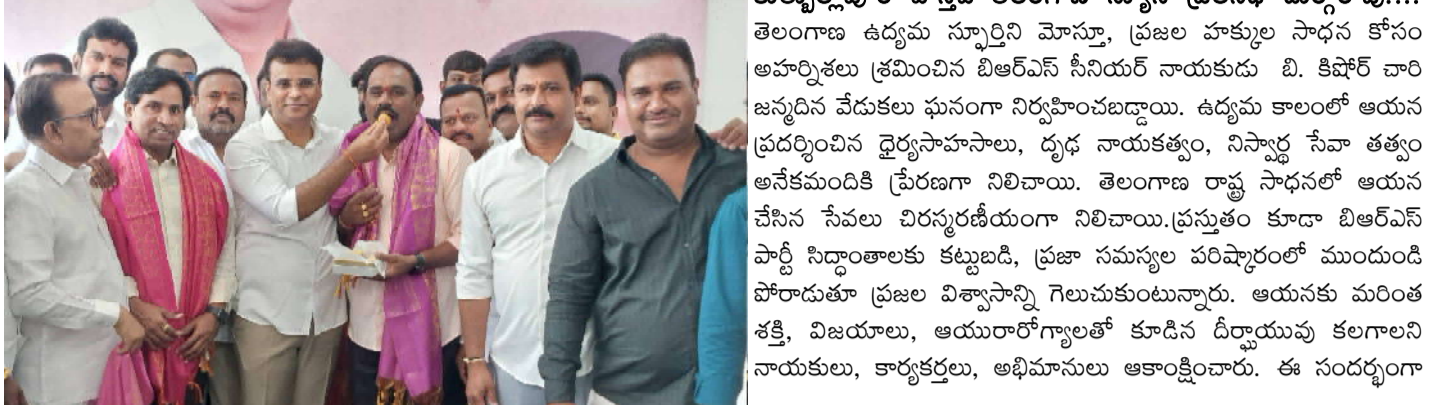 తెలంగాణ ఉద్యమ స్ఫూర్తిని మోస్తూ, ప్రజల హక్కుల సాధన కోసం
అహర్నిశలు శ్రమించిన బిఆర్ఎస్ సీనియర్ నాయకుడు బి. కిషోర్ చారి
జన్మదిన వేడుకలు ఘనంగా నిర్వహించబడ్డాయి. ఉద్యమ కాలంలో ఆయన
ప్రదర్శించిన ధైర్యసాహసాలు, దృఢ నాయకత్వం, నిస్వార్థ సేవా తత్వం
అనేకమందికి ప్రేరణగా నిలిచాయి. తెలంగాణ రాష్ట్ర సాధనలో ఆయన
చేసిన సేవలు చిరస్మరణీయంగా నిలిచాయి.ప్రస్తుతం కూడా బిఆర్ఎస్
పార్టీ సిద్ధాంతాలకు కట్టుబడి, ప్రజా సమస్యల పరిష్కారంలో ముందుండి
పోరాడుతూ ప్రజల విశ్వాసాన్ని గెలుచుకుంటున్నారు. ఆయనకు మరింత
శక్తి, విజయాలు, ఆయురారోగ్యాలతో కూడిన దీర్ఘాయువు కలగాలని
నాయకులు, కార్యకర్తలు, అభిమానులు ఆకాంక్షించారు. ఈ సందర్భంగా